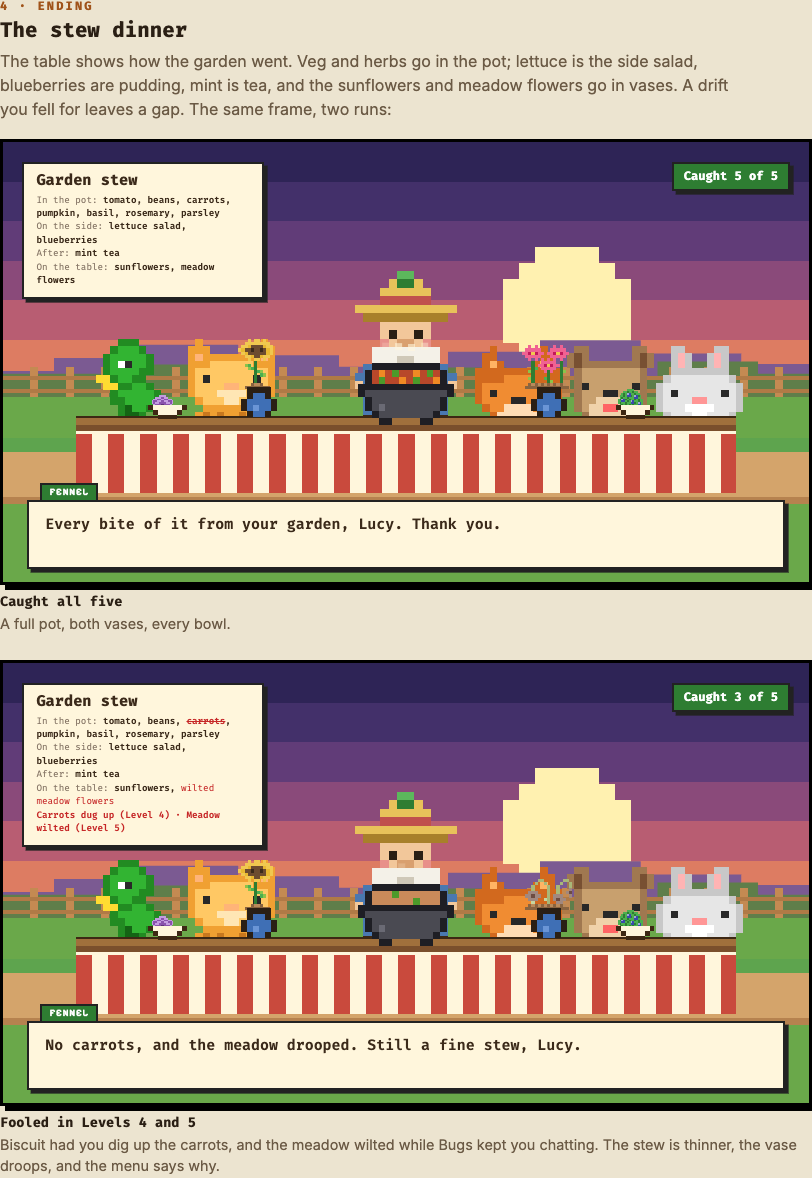 4 · ENDING
The stew dinner
The table shows how the garden went. Veg and herbs go in the pot; lettuce is the side salad,
blueberries are pudding, mint is tea, and the sunflowers and meadow flowers go in vases. A drift
you fell for leaves a gap. The same frame, two runs:
Garden stew
In the pot: tomato, beans, carrots,
pumpkin, basil, rosemary, parsley
On the side: lettuce salad,
blueberries
After: mint tea
On the table: sunflowers, meadow
flowers
Caught 5 of 5
FENNEL
Every bite of it from your garden, Lucy. Thank you.
Caught all five
A full pot, both vases, every bowl.
Garden stew
In the pot: tomato, beans, carrots,
pumpkin, basil, rosemary, parsley
On the side: lettuce salad,
blueberries
After: mint tea
On the table: sunflowers, wilted
meadow flowers
Carrots dug up (Level 4) · Meadow
wilted (Level 5)
Caught 3 of 5
FENNEL
No carrots, and the meadow drooped. Still a fine stew, Lucy.
Fooled in Levels 4 and 5
Biscuit had you dig up the carrots, and the meadow wilted while Bugs kept you chatting. The stew is thinner, the vase
droops, and the menu says why.